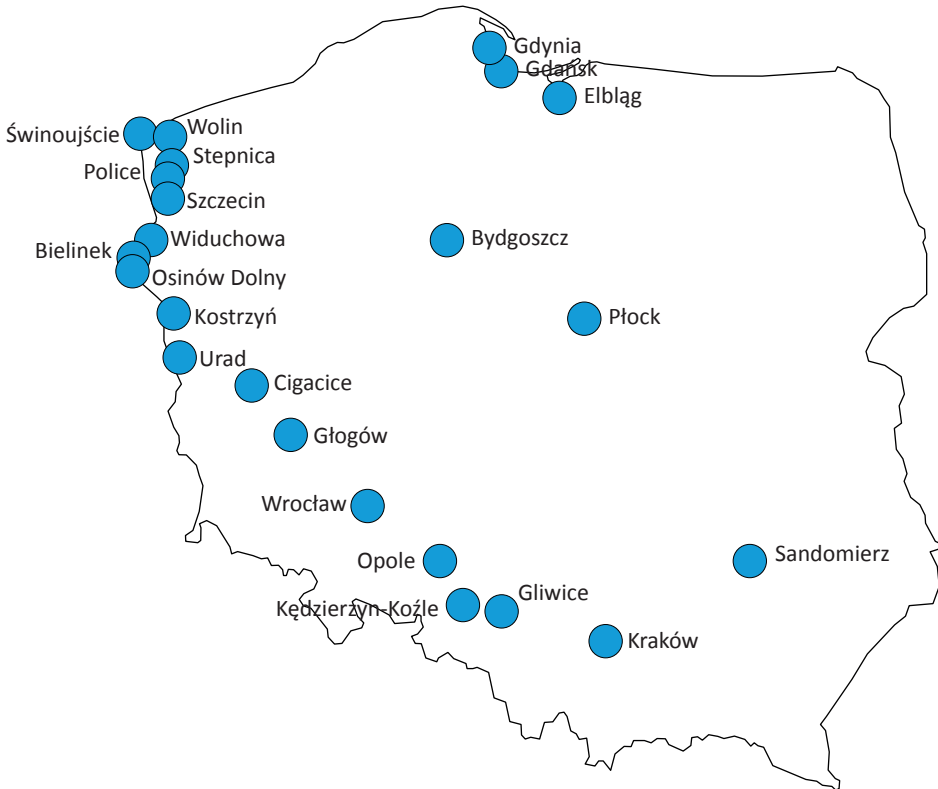 Gdynia
Gdańsk
Elbląg
Świnoujście
Wolin
Stepnica
Police
Szczecin
Widuchowa
Bielinek
Osinów Dolny
Bydgoszcz
Kostrzyń
Płock
Urad
Cigacice
Głogów
Wrocław
Opole
Sandomierz
Gliwice
Kędzierzyn-Koźle
Kraków